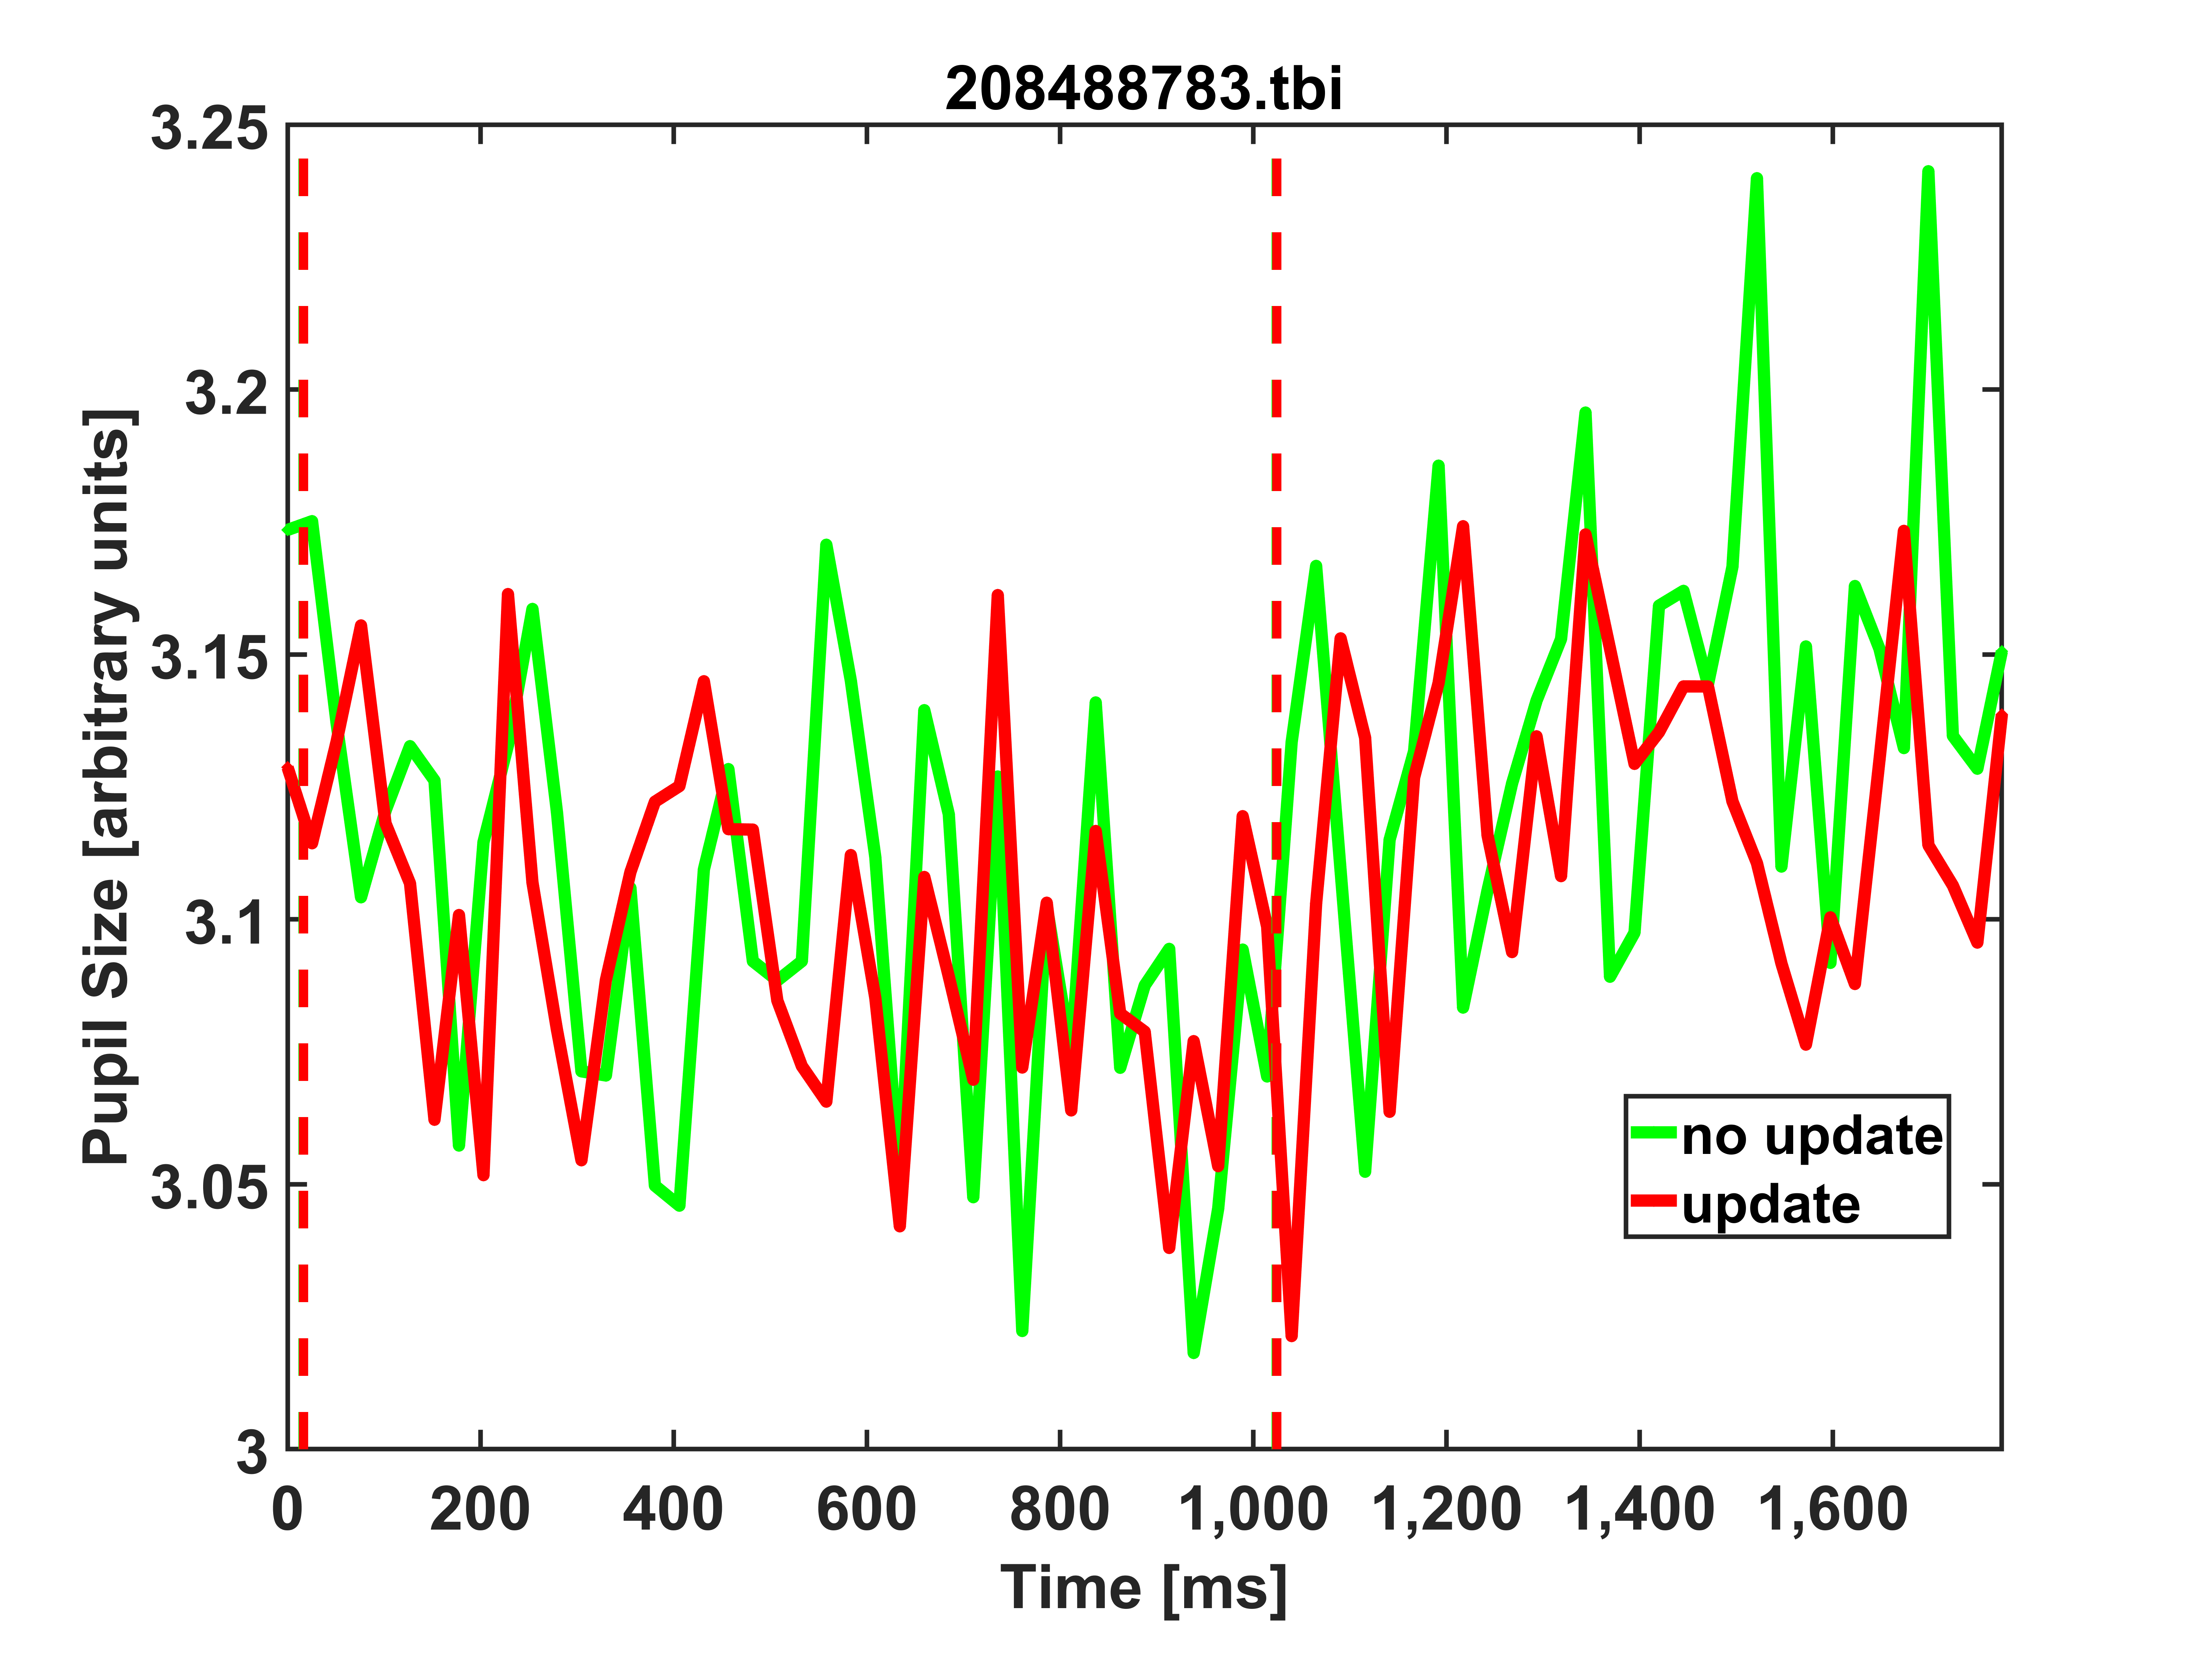 208488783.tbi
3.25
3.2
3.15
3.1
3.05
3
Pupil Size [arbitrary units]
no update
update
0 200 400 600 800 1,000 1,200 1,400 1,600
Time [ms]